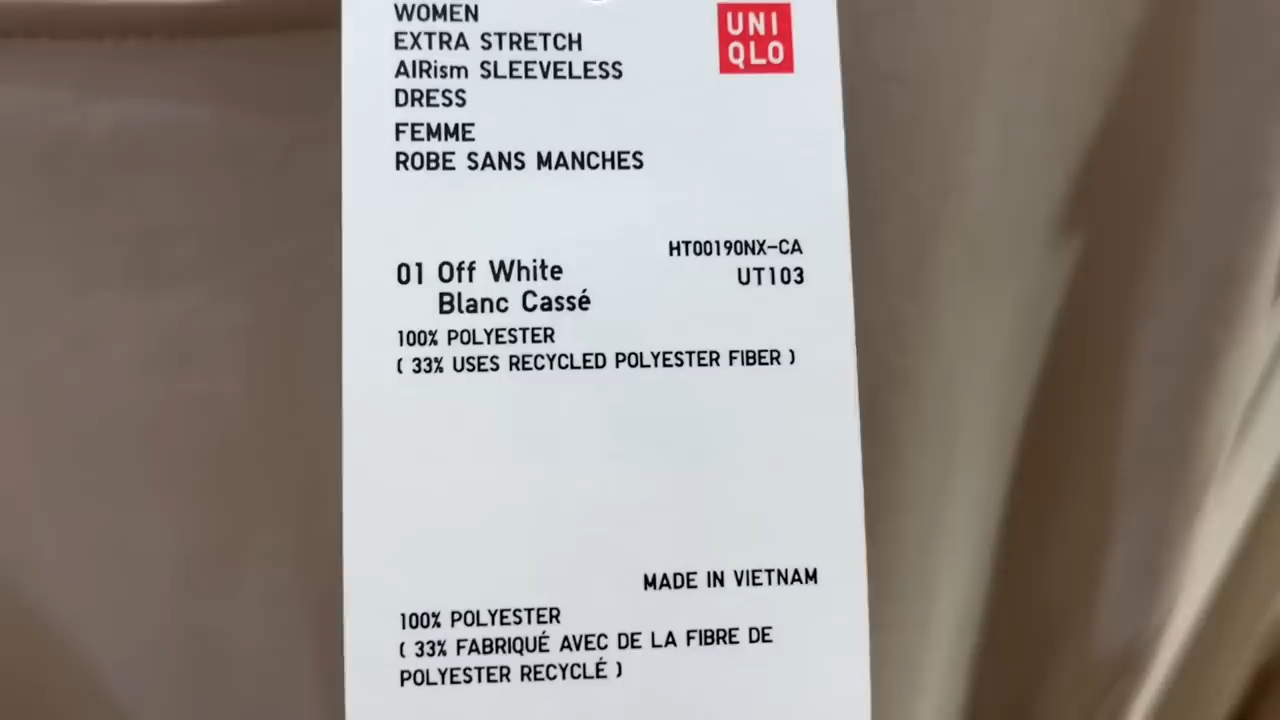 WOMEN
EXTRA STRETCH
AIRism SLEEVELESS
DRESS
FEMME
ROBE SANS MANCHES
UNI
QLO
HT00190NX-CA
UT103
01 Off White
Blanc Cassé
100% POLYESTER
( 33% USES RECYCLED POLYESTER FIBER )
MADE IN VIETNAM
100% POLYESTER
( 33% FABRIQUÉ AVEC DE LA FIBRE DE
POLYESTER RECYCLÉ )